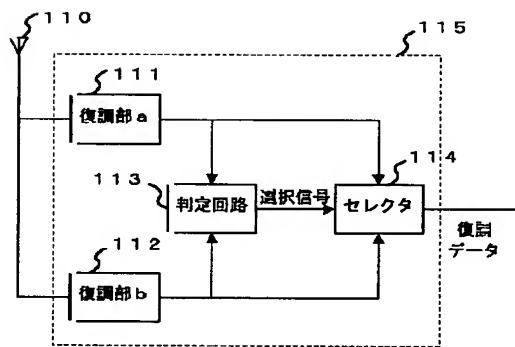 110
115
111
復調部a
114
113
選択信号
判定回路
セレクタ
112
復調
データ
復調部b